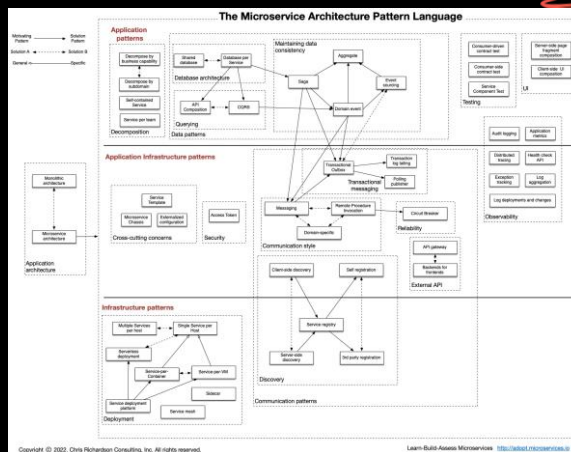 The Microservice Architecture Pattern Language
Motivating Pattern
Solution Pattern
Solution A
Solution B
General
Specific
Application patterns
Decompose by business capability
Decompose by subdomain
Self-contained Service
Service per team
Decomposition
Shared database
Database per Service
Database architecture
API Composition
CQRS
Querying
Data patterns
Maintaining data consistency
Aggregate
Saga
Event sourcing
Domain event
Consumer-driven contract test
Consumer-side contract test
Service Component Test
Testing
Server-side page fragment composition
Client-side UI composition
UI
Application Infrastructure patterns
Monolithic architecture
Microservice architecture
Application architecture
Service Template
Microservice Chassis
Externalized configuration
Cross-cutting concerns
Access Token
Security
Transactional Outbox
Transaction log tailing
Polling publisher
Transactional messaging
Messaging
Remote Procedure Invocation
Domain-specific
Communication style
Circuit Breaker
Reliability
API gateway
Backends for frontends
External API
Audit logging
Application metrics
Distributed tracing
Health check API
Exception tracking
Log aggregation
Log deployments and changes
Observability
Client-side discovery
Self registration
Service registry
Server-side discovery
3rd party registration
Discovery
Communication patterns
Infrastructure patterns
Multiple Services per host
Single Service per Host
Serverless deployment
Service-per-Container
Service-per-VM
Service deployment platform
Sidecar
Service mesh
Deployment
Copyright © 2022. Chris Richardson Consulting, Inc. All rights reserved.
Learn-Build-Assess Microservices http://adopt.microservices.io